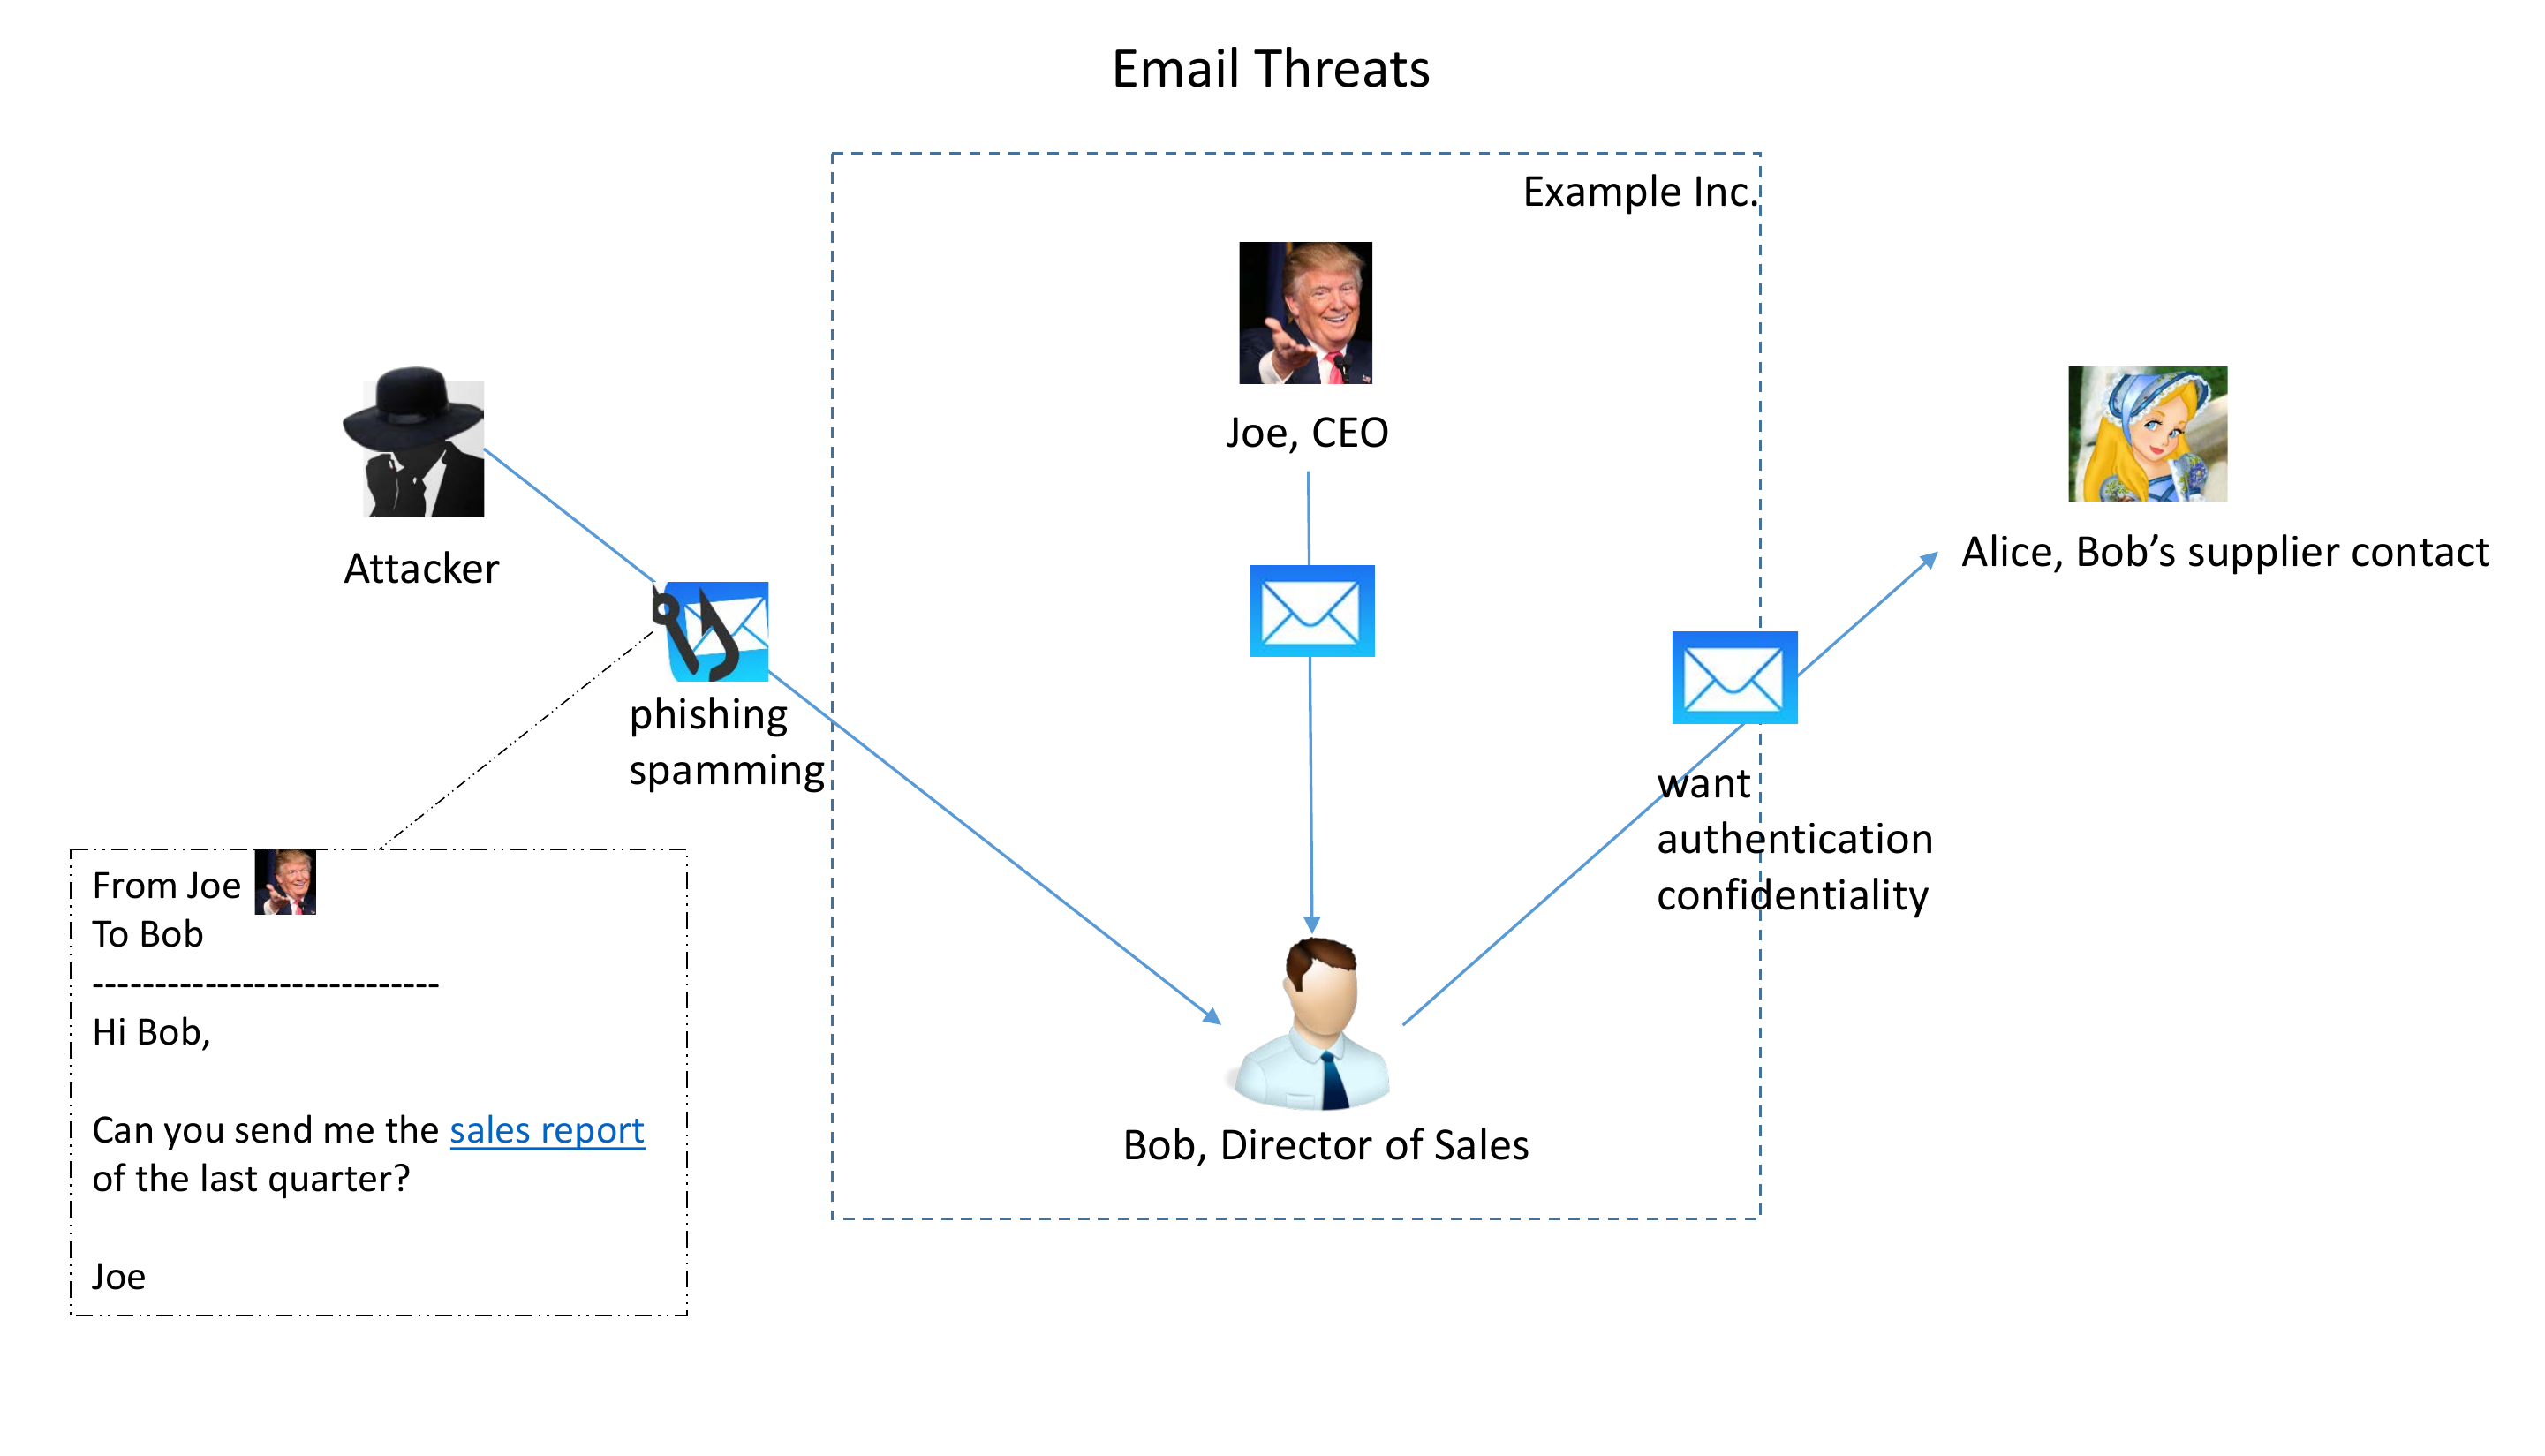 Email Threats
Example Inc.
Joe, CEO
Attacker
Alice, Bob’s supplier contact
phishing
spamming
want
authentication
confidentiality
From Joe
To Bob
----------------------------
Hi Bob,
Can you send me the sales report
of the last quarter?
Joe
Bob, Director of Sales